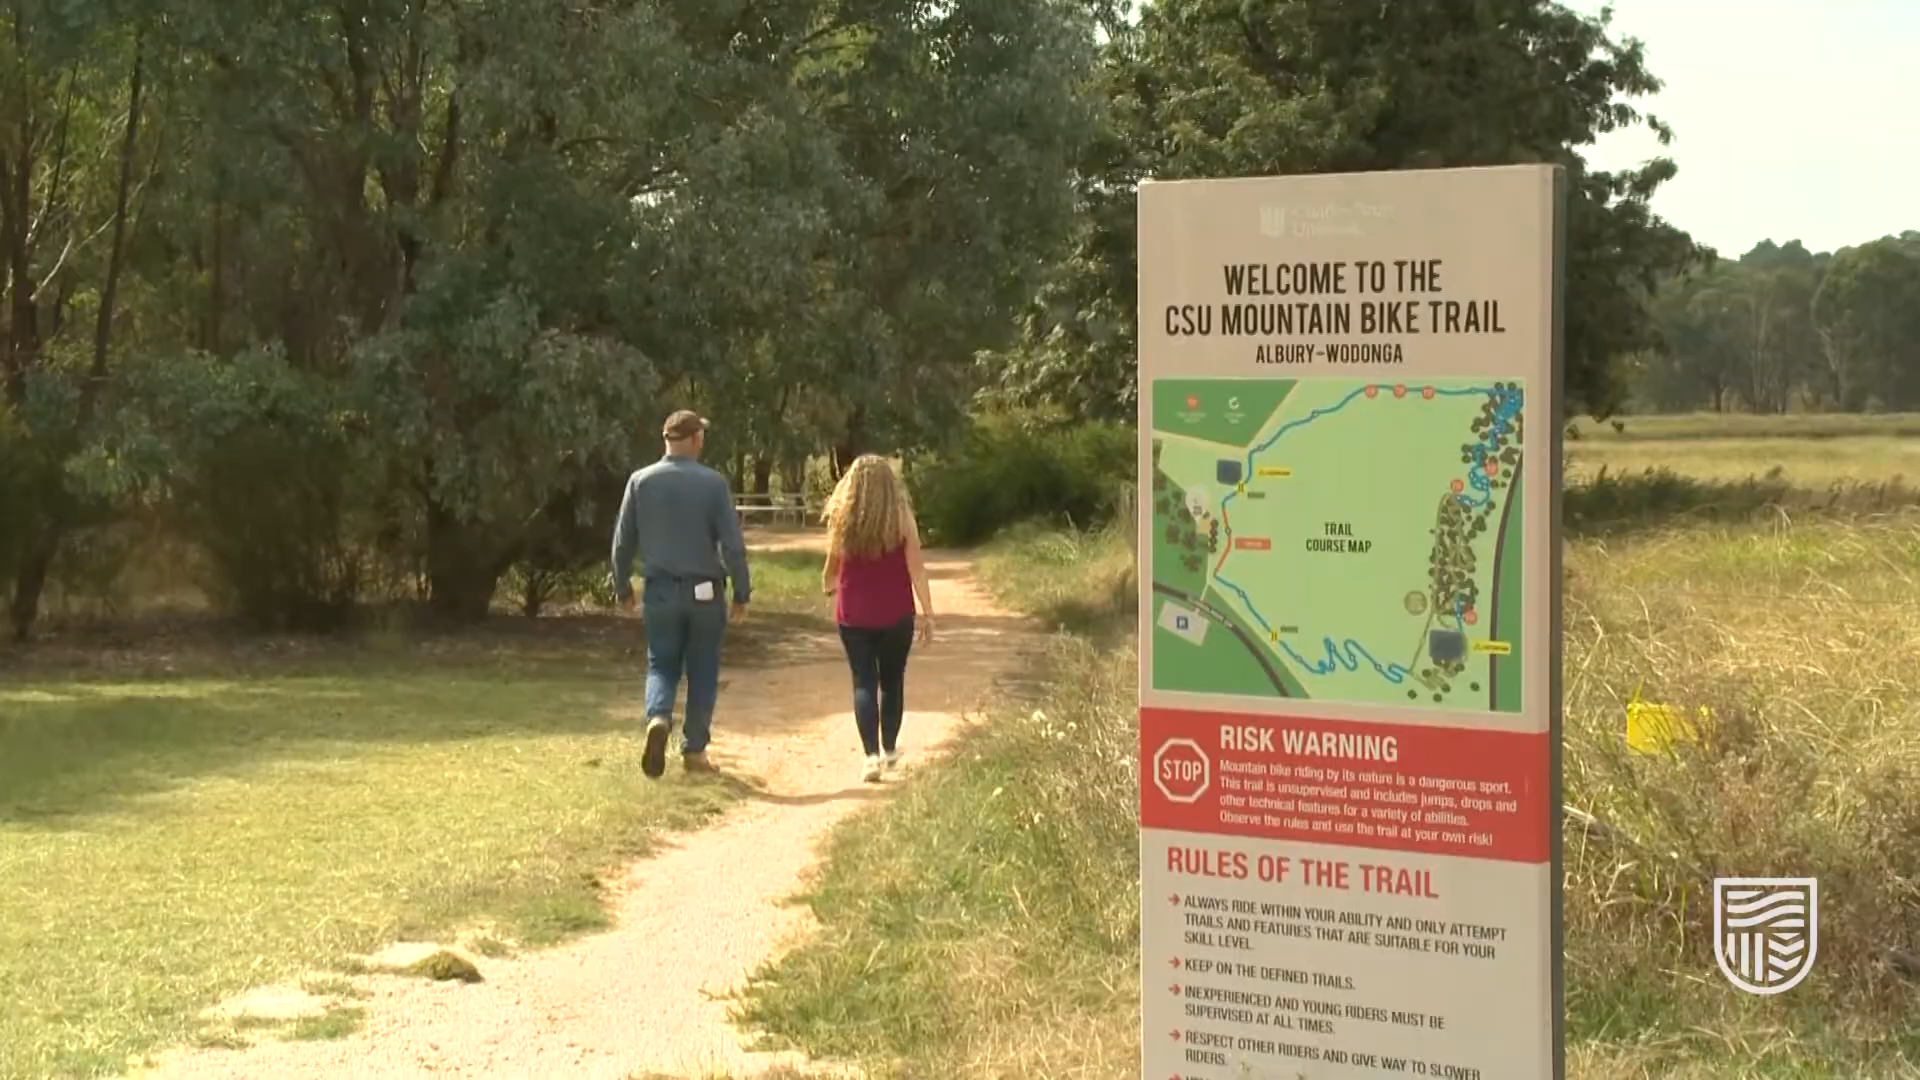 WELCOME TO THE
CSU MOUNTAIN BIKE TRAIL
ALBURY-WODONGA
TRAIL
COURSE MAP
P
STOP
RISK WARNING
Mountain bike riding by its nature is a dangerous sport.
This trail is unsupervised and includes jumps, drops and
other technical features for a variety of abilities.
Observe the rules and use the trail at your own risk!
RULES OF THE TRAIL
ALWAYS RIDE WITHIN YOUR ABILITY AND ONLY ATTEMPT
TRAILS AND FEATURES THAT ARE SUITABLE FOR YOUR
SKILL LEVEL.
KEEP ON THE DEFINED TRAILS.
INEXPERIENCED AND YOUNG RIDERS MUST BE
SUPERVISED AT ALL TIMES.
RESPECT OTHER RIDERS AND GIVE WAY TO SLOWER
RIDERS.